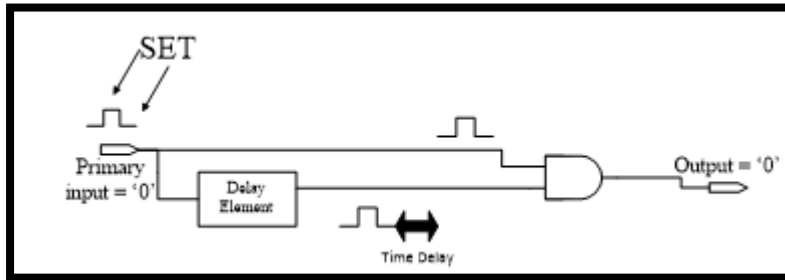 SET
Primary
input = ‘0’
Delay
Element
Time Delay
Output = ‘0’